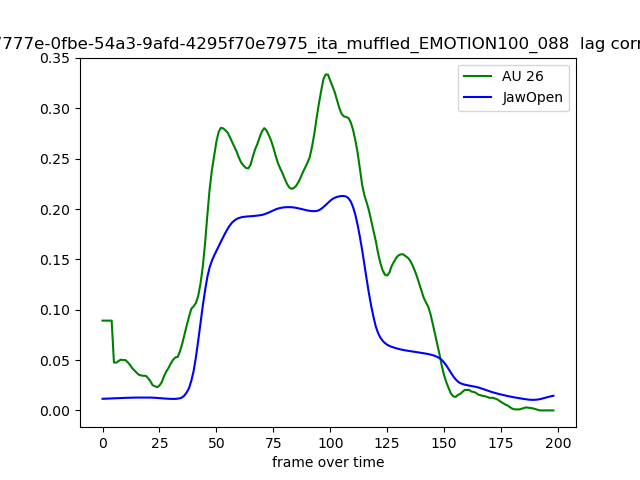 7777e-0fbe-54a3-9afd-4295f70e7975_ita_muffled_EMOTION100_088 lag corr
AU 26
JawOpen
0.35
0.30
0.25
0.20
0.15
0.10
0.05
0.00
0 25 50 75 100 125 150 175 200
frame over time